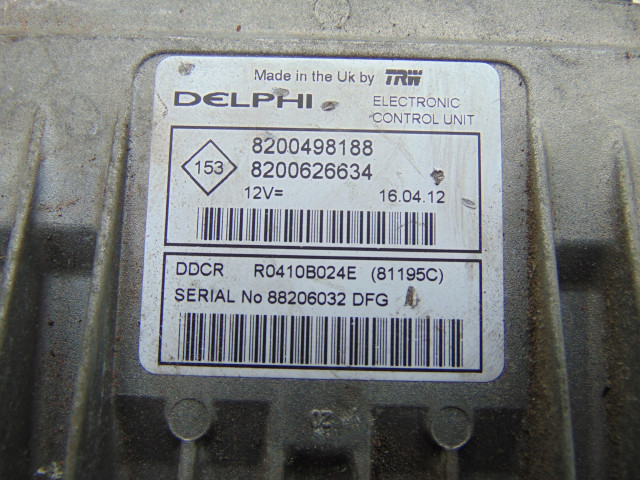 Made in the Uk by TRW
DELPHI
ELECTRONIC
CONTROL UNIT
153
8200498188
8200626634
12V= 16.04.12
DDCR R0410B024E (81195C)
SERIAL No 88206032 DFG